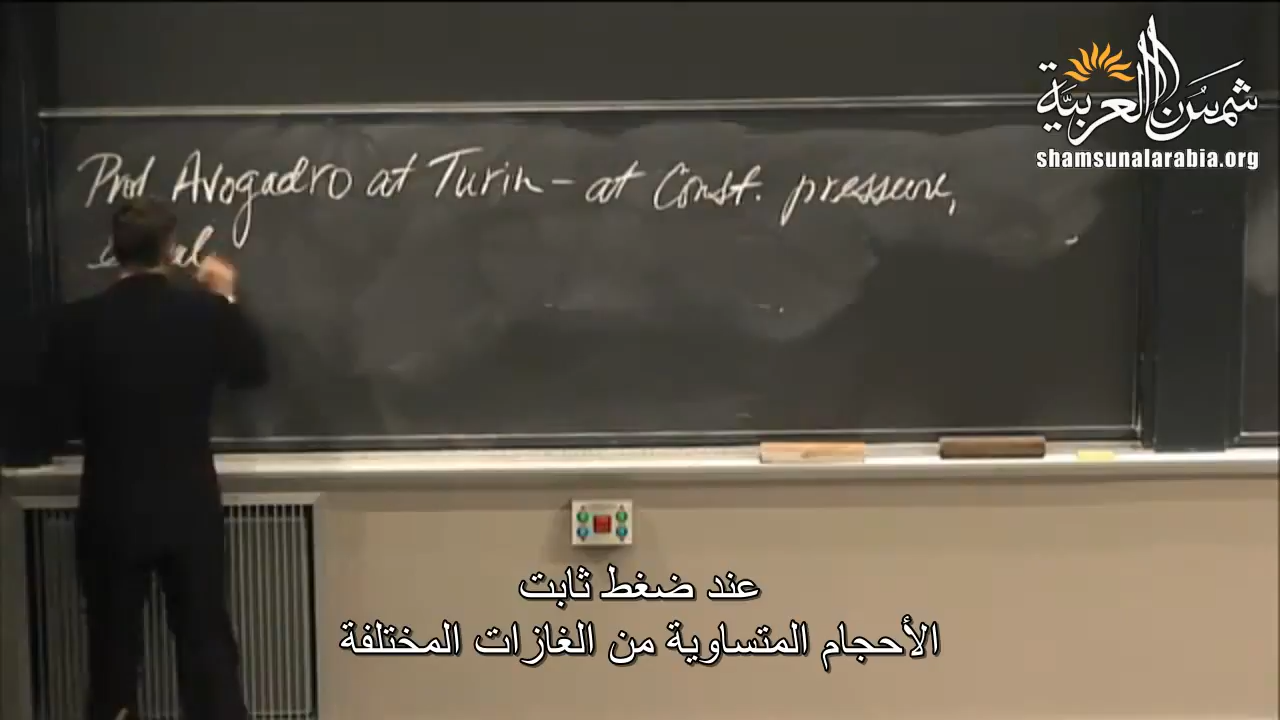 شمس العربية
shamsunalarabia.org
Prof Avogadro at Turin - at Const. pressure,
عند ضغط ثابت
الأحجام المتساوية من الغازات المختلفة